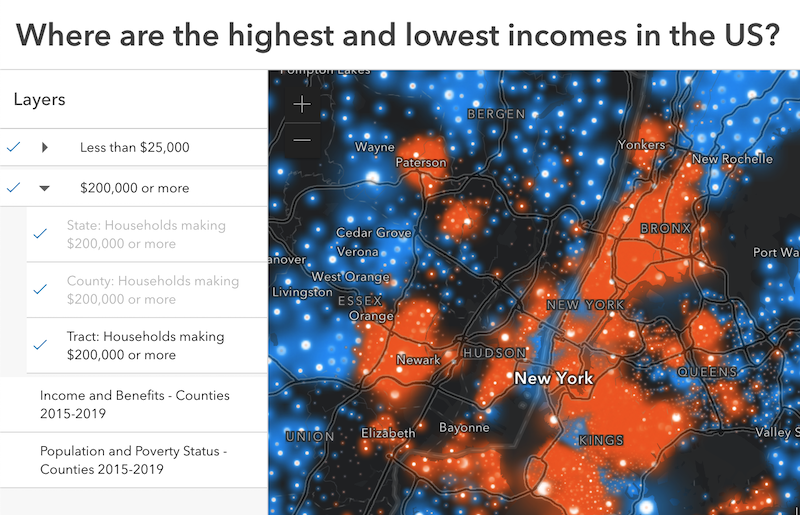 Where are the highest and lowest incomes in the US?
Layers
Less than $25,000
$200,000 or more
State: Households making
$200,000 or more
County: Households making
$200,000 or more
Tract: Households making
$200,000 or more
Income and Benefits - Counties
2015-2019
Population and Poverty Status -
Counties 2015-2019
Pompton Lakes
+
−
BERGEN
Wayne
Paterson
Yonkers
New Rochelle
Cedar Grove
BRONX
Verona
anover
Port Wa
West Orange
Livingston
ESSEX
NEW YORK
Orange
Newark
HUDSON
QUEENS
New York
Bayonne
Elizabeth
UNION
KINGS
Valley S